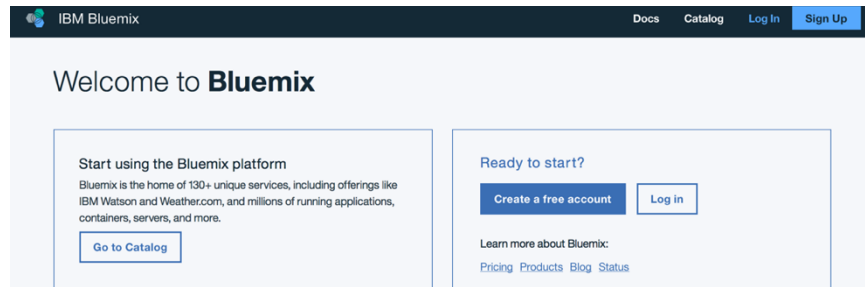 IBM Bluemix
Docs Catalog Log In Sign Up
Welcome to Bluemix
Start using the Bluemix platform
Bluemix is the home of 130+ unique services, including offerings like
IBM Watson and Weather.com, and millions of running applications,
containers, servers, and more.
Go to Catalog
Ready to start?
Create a free account Log in
Learn more about Bluemix:
Pricing Products Blog Status